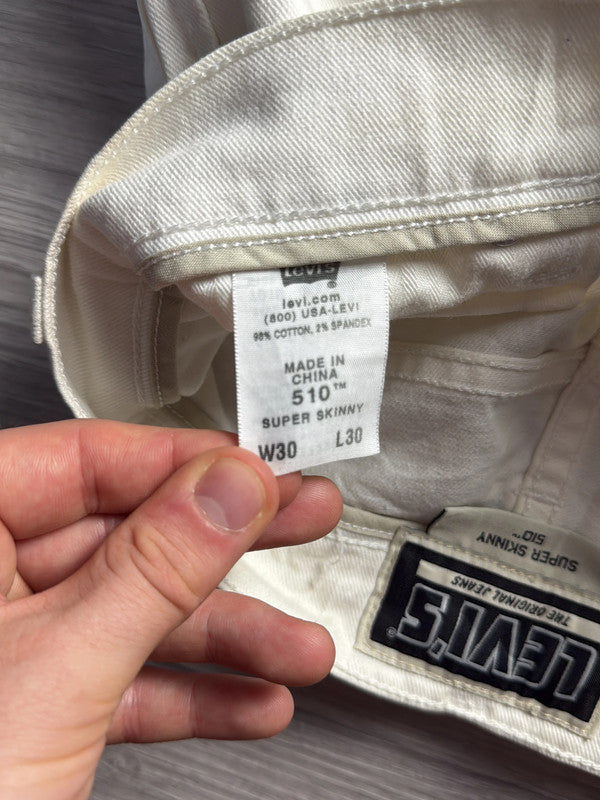 LEVI'S
levi.com
(800) USA-LEVI
98% COTTON, 2% SPANDEX
MADE IN
CHINA
510™
SUPER SKINNY
W30 L30
SUPER SKINNY
510™
LEVI'S®
THE ORIGINAL JEANS